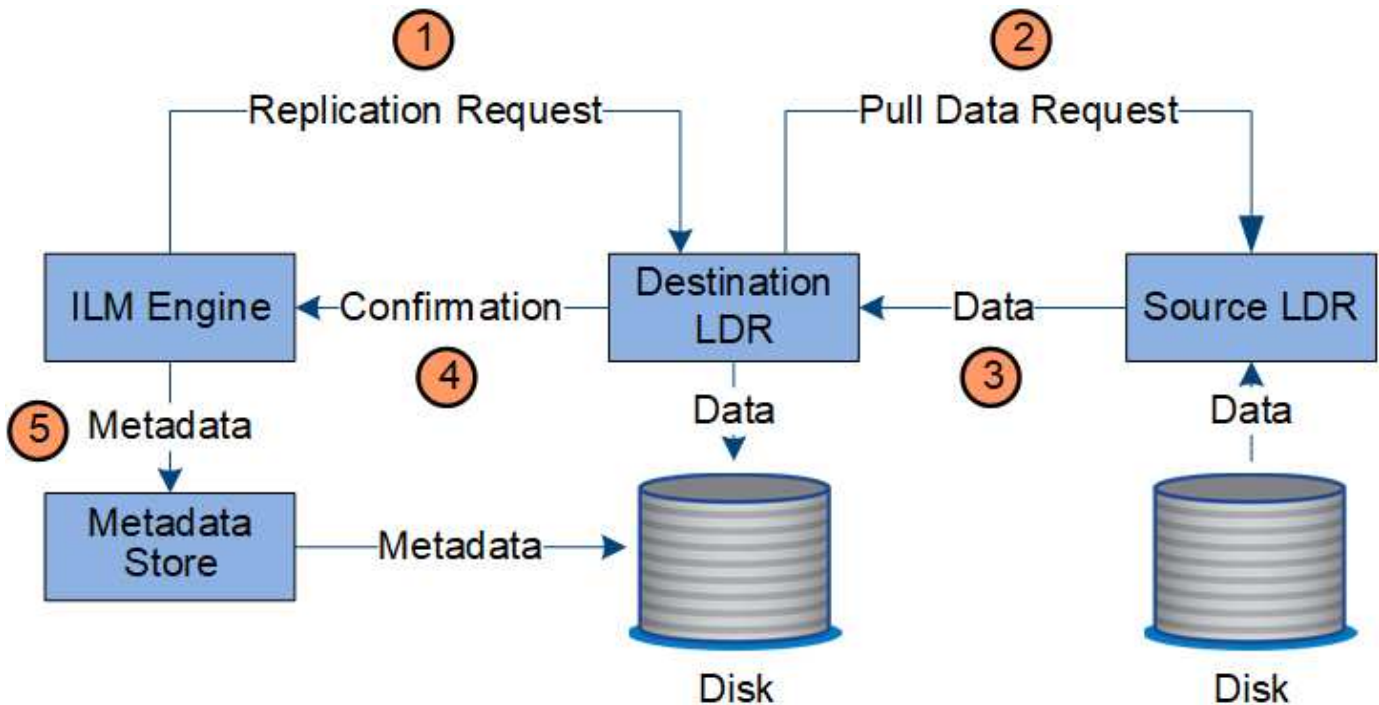 1
2
Replication Request
Pull Data Request
ILM Engine
Confirmation
Destination
LDR
Data
Source LDR
4
3
5
Metadata
Data
Data
Metadata
Store
Metadata
Disk
Disk